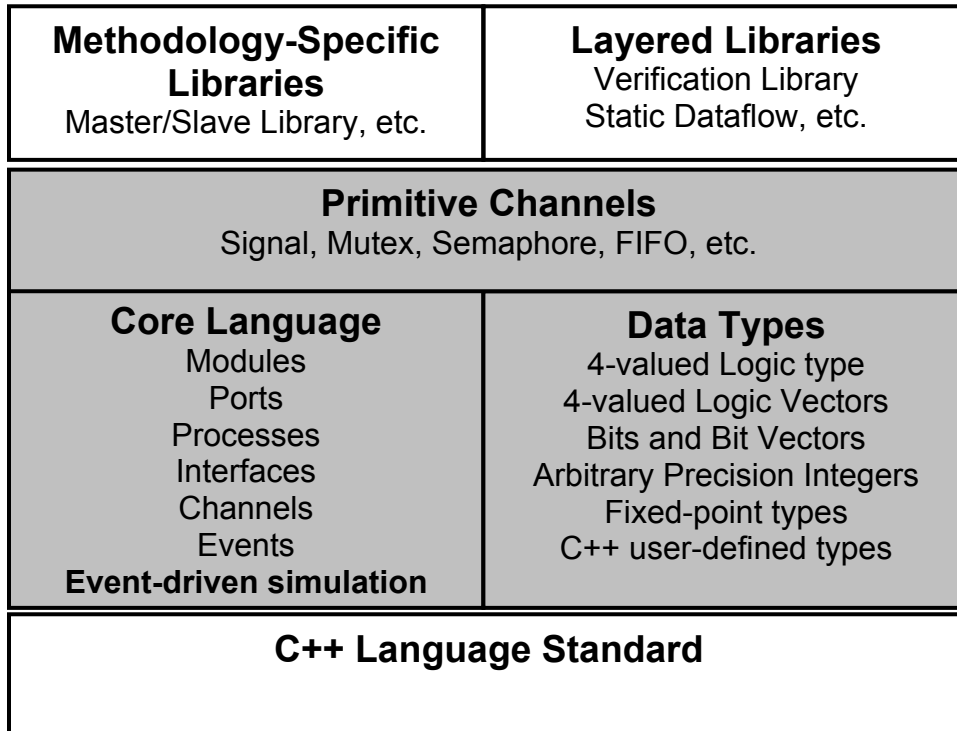 Methodology-Specific
Libraries
Master/Slave Library, etc.
Layered Libraries
Verification Library
Static Dataflow, etc.
Primitive Channels
Signal, Mutex, Semaphore, FIFO, etc.
Core Language
Modules
Ports
Processes
Interfaces
Channels
Events
Event-driven simulation
Data Types
4-valued Logic type
4-valued Logic Vectors
Bits and Bit Vectors
Arbitrary Precision Integers
Fixed-point types
C++ user-defined types
C++ Language Standard